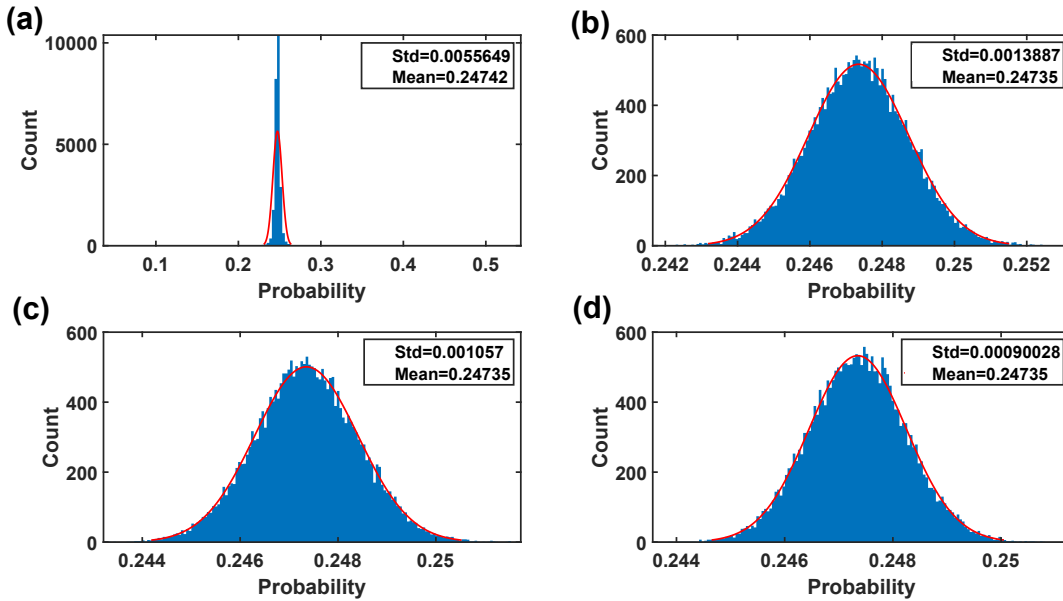 (a)
10000
5000
0
Count
Std=0.0055649
Mean=0.24742
0.1 0.2 0.3 0.4 0.5
Probability
(b)
600
400
200
0
Count
Std=0.0013887
Mean=0.24735
0.242 0.244 0.246 0.248 0.25 0.252
Probability
(c)
600
400
200
0
Count
Std=0.001057
Mean=0.24735
0.244 0.246 0.248 0.25
Probability
(d)
600
400
200
0
Count
Std=0.00090028
Mean=0.24735
0.244 0.246 0.248 0.25
Probability